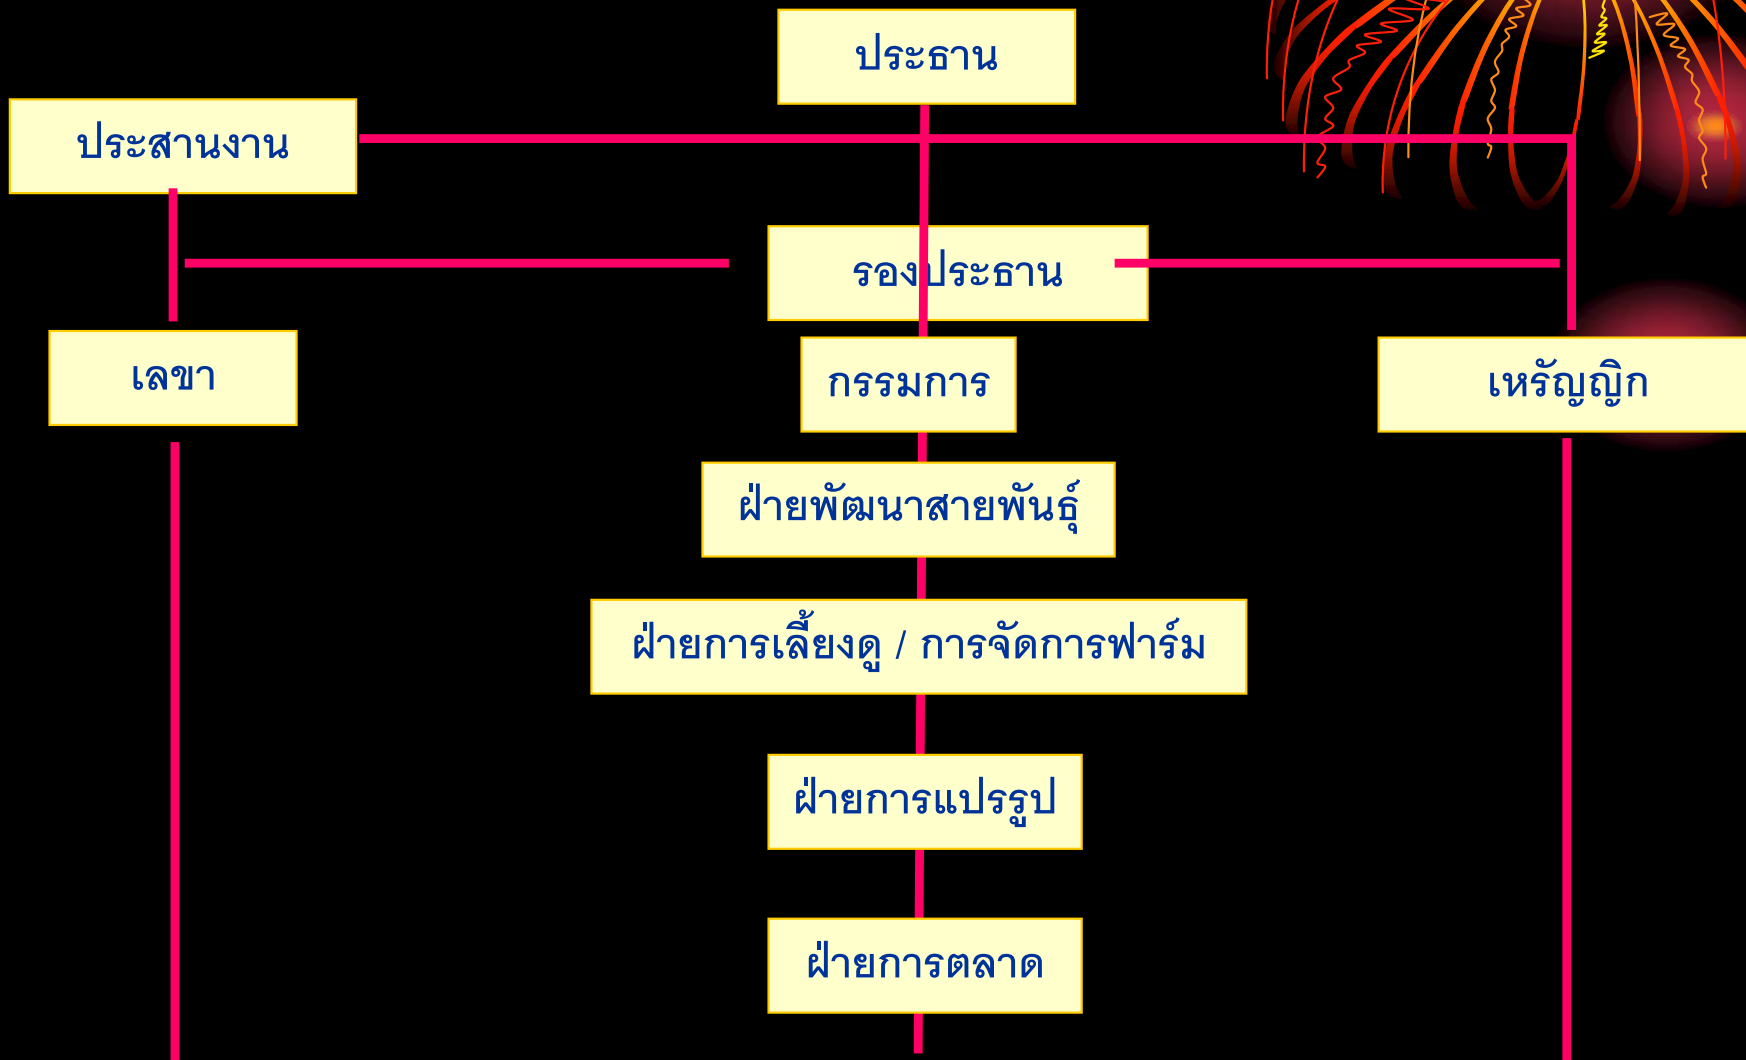 ประธาน
ประสานงาน
รองประธาน
เลขา
กรรมการ
เหรัญญิก
ฝ่ายพัฒนาสายพันธุ์
ฝ่ายการเลี้ยงดู / การจัดการฟาร์ม
ฝ่ายการแปรรูป
ฝ่ายการตลาด